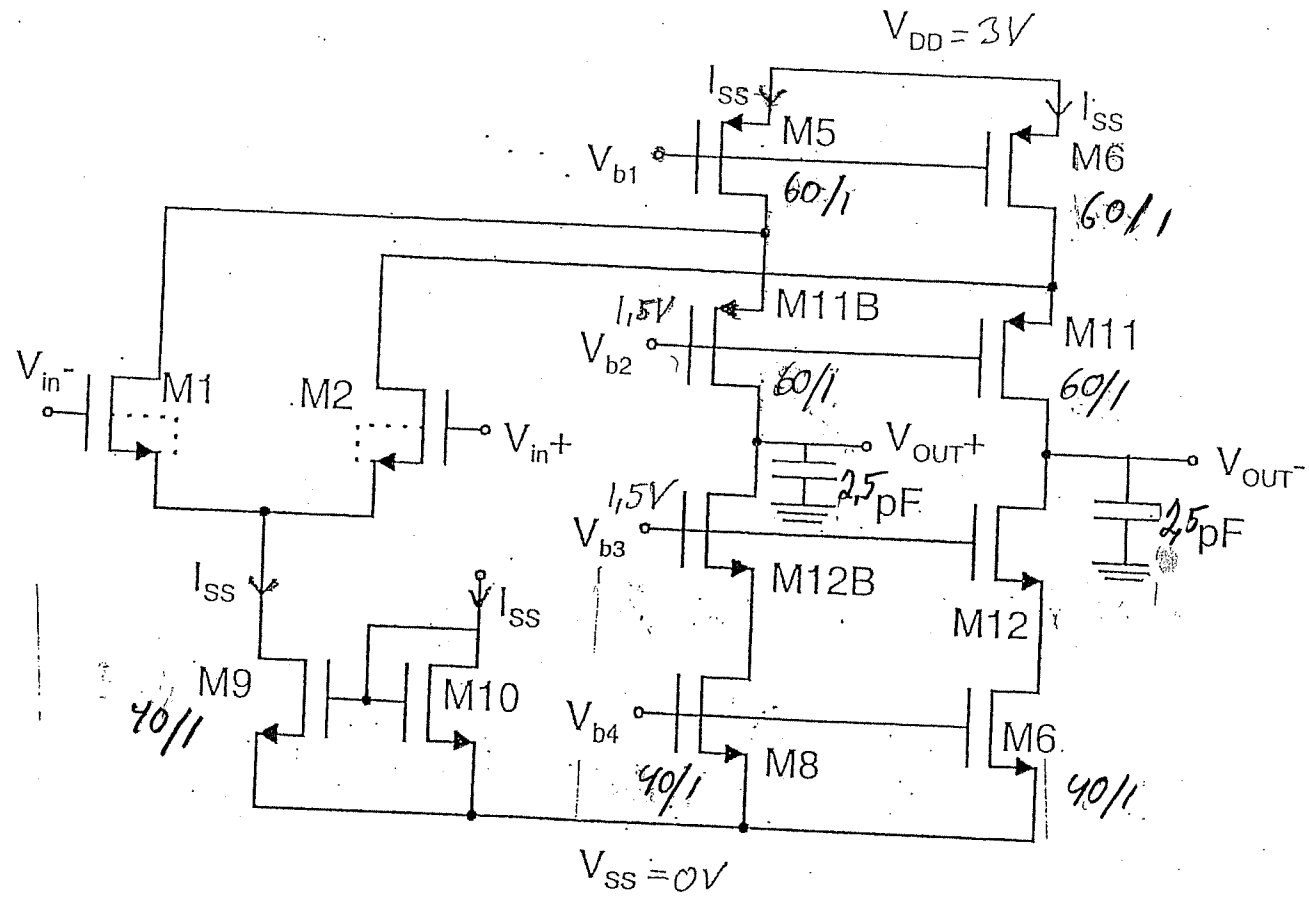 V_DD = 3V
I_SS
I_SS
M5
M6
V_b1
60/1
60/1
1,5V
M11B
M11
V_b2
60/1
60/1
V_in-
M1
M2
V_in+
V_OUT+
V_OUT-
2,5pF
2,5pF
1,5V
V_b3
M12B
M12
I_SS
I_SS
M9
M10
40/1
V_b4
M8
M6
40/1
40/1
V_SS = 0V